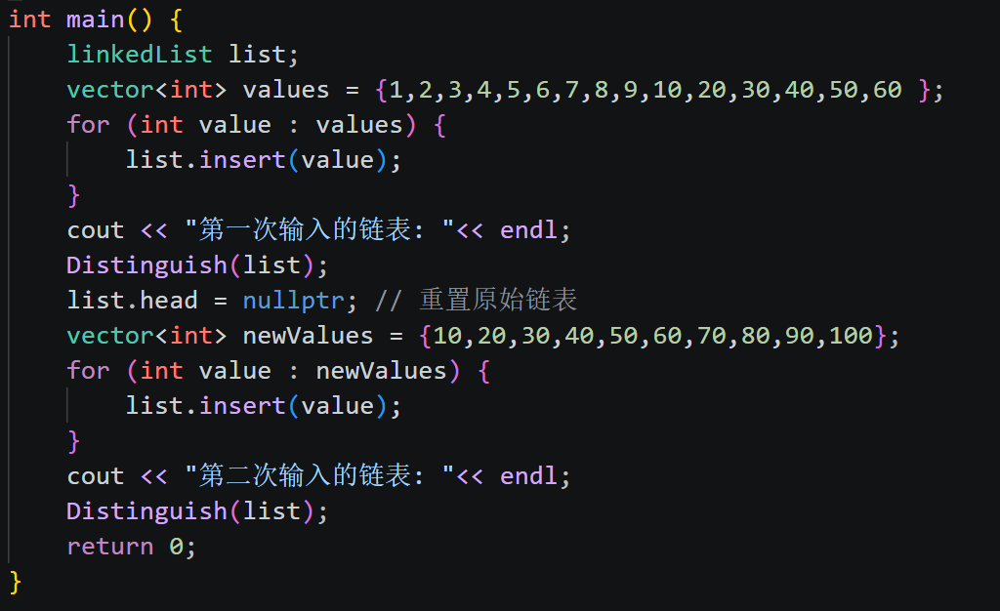 int main() {
    linkedList list;
    vector<int> values = {1,2,3,4,5,6,7,8,9,10,20,30,40,50,60 };
    for (int value : values) {
        list.insert(value);
    }
    cout << "第一次输入的链表: "<< endl;
    Distinguish(list);
    list.head = nullptr; // 重置原始链表
    vector<int> newValues = {10,20,30,40,50,60,70,80,90,100};
    for (int value : newValues) {
        list.insert(value);
    }
    cout << "第二次输入的链表: "<< endl;
    Distinguish(list);
    return 0;
}